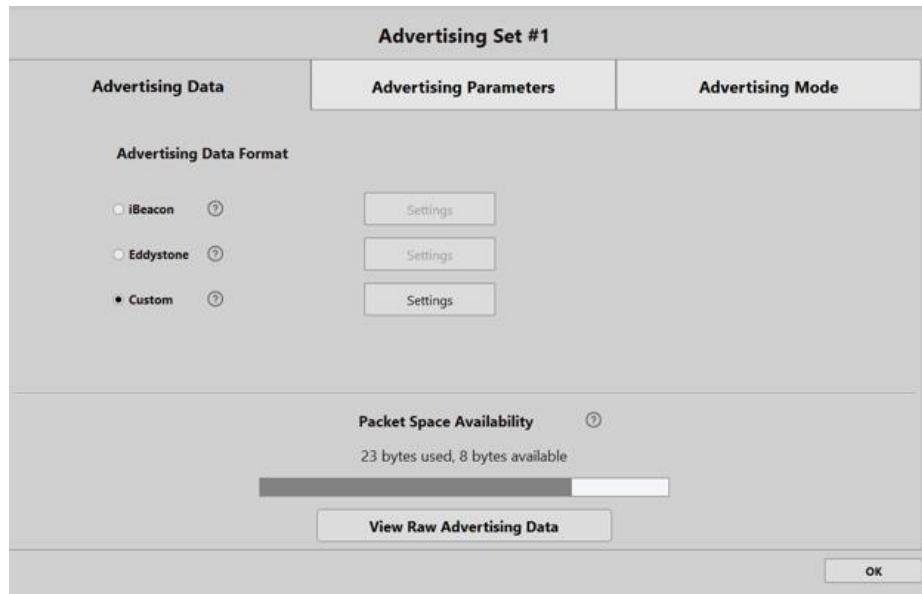 Advertising Set #1
Advertising Data
Advertising Parameters
Advertising Mode
Advertising Data Format
iBeacon ? Settings
Eddystone ? Settings
Custom ? Settings
Packet Space Availability ?
23 bytes used, 8 bytes available
View Raw Advertising Data
OK